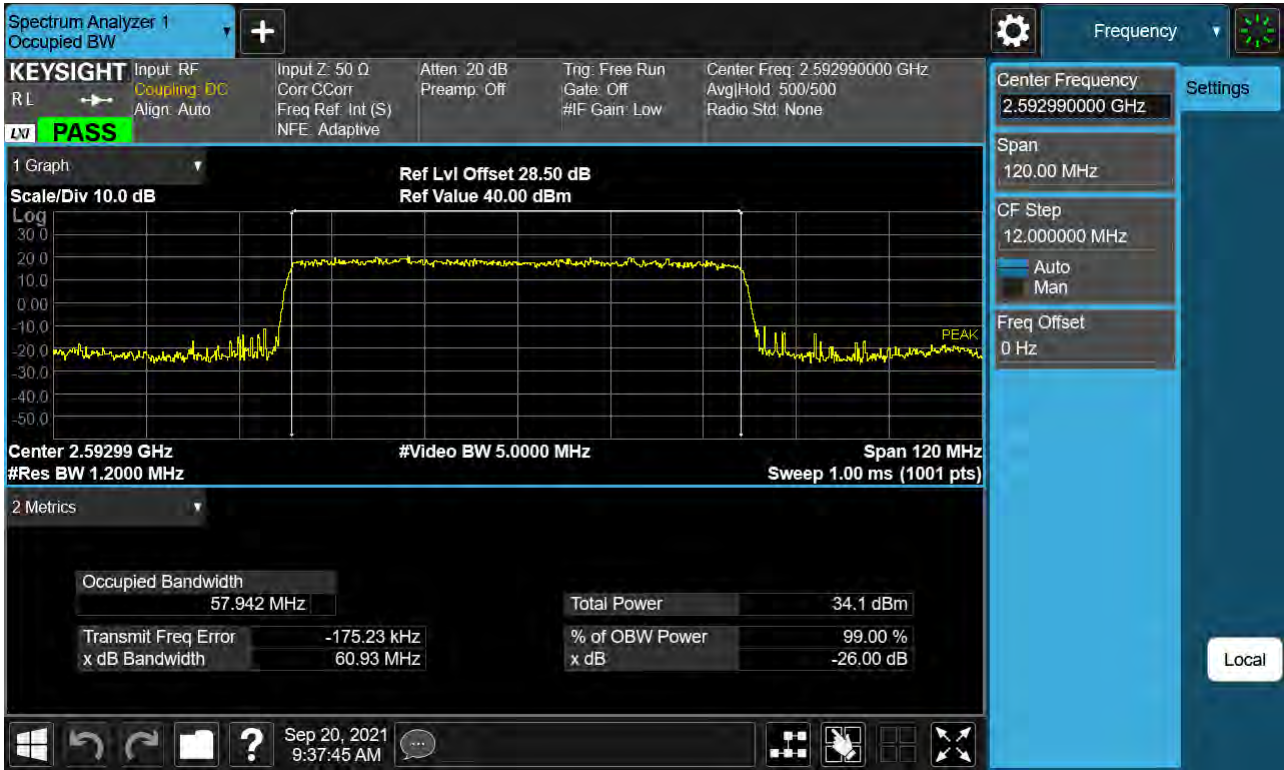 Spectrum Analyzer 1
Occupied BW
+
Frequency
KEYSIGHT
R L
LXI PASS
Input: RF
Coupling: DC
Align: Auto
Input Z: 50 Ω
Corr CCorr
Freq Ref: Int (S)
NFE: Adaptive
Atten: 20 dB
Preamp: Off
Trig: Free Run
Gate: Off
#IF Gain: Low
Center Freq: 2.592990000 GHz
Avg|Hold: 500/500
Radio Std: None
Center Frequency
2.592990000 GHz
Settings
Span
120.00 MHz
CF Step
12.000000 MHz
Auto
Man
Freq Offset
0 Hz
Local
1 Graph
Scale/Div 10.0 dB
Ref Lvl Offset 28.50 dB
Ref Value 40.00 dBm
Log
30.0
20.0
10.0
0.00
-10.0
-20.0
-30.0
-40.0
-50.0
PEAK
Center 2.59299 GHz
#Video BW 5.0000 MHz
Span 120 MHz
#Res BW 1.2000 MHz
Sweep 1.00 ms (1001 pts)
2 Metrics
Occupied Bandwidth
57.942 MHz
Total Power 34.1 dBm
Transmit Freq Error -175.23 kHz
% of OBW Power 99.00 %
x dB Bandwidth 60.93 MHz
x dB -26.00 dB
?
Sep 20, 2021
9:37:45 AM